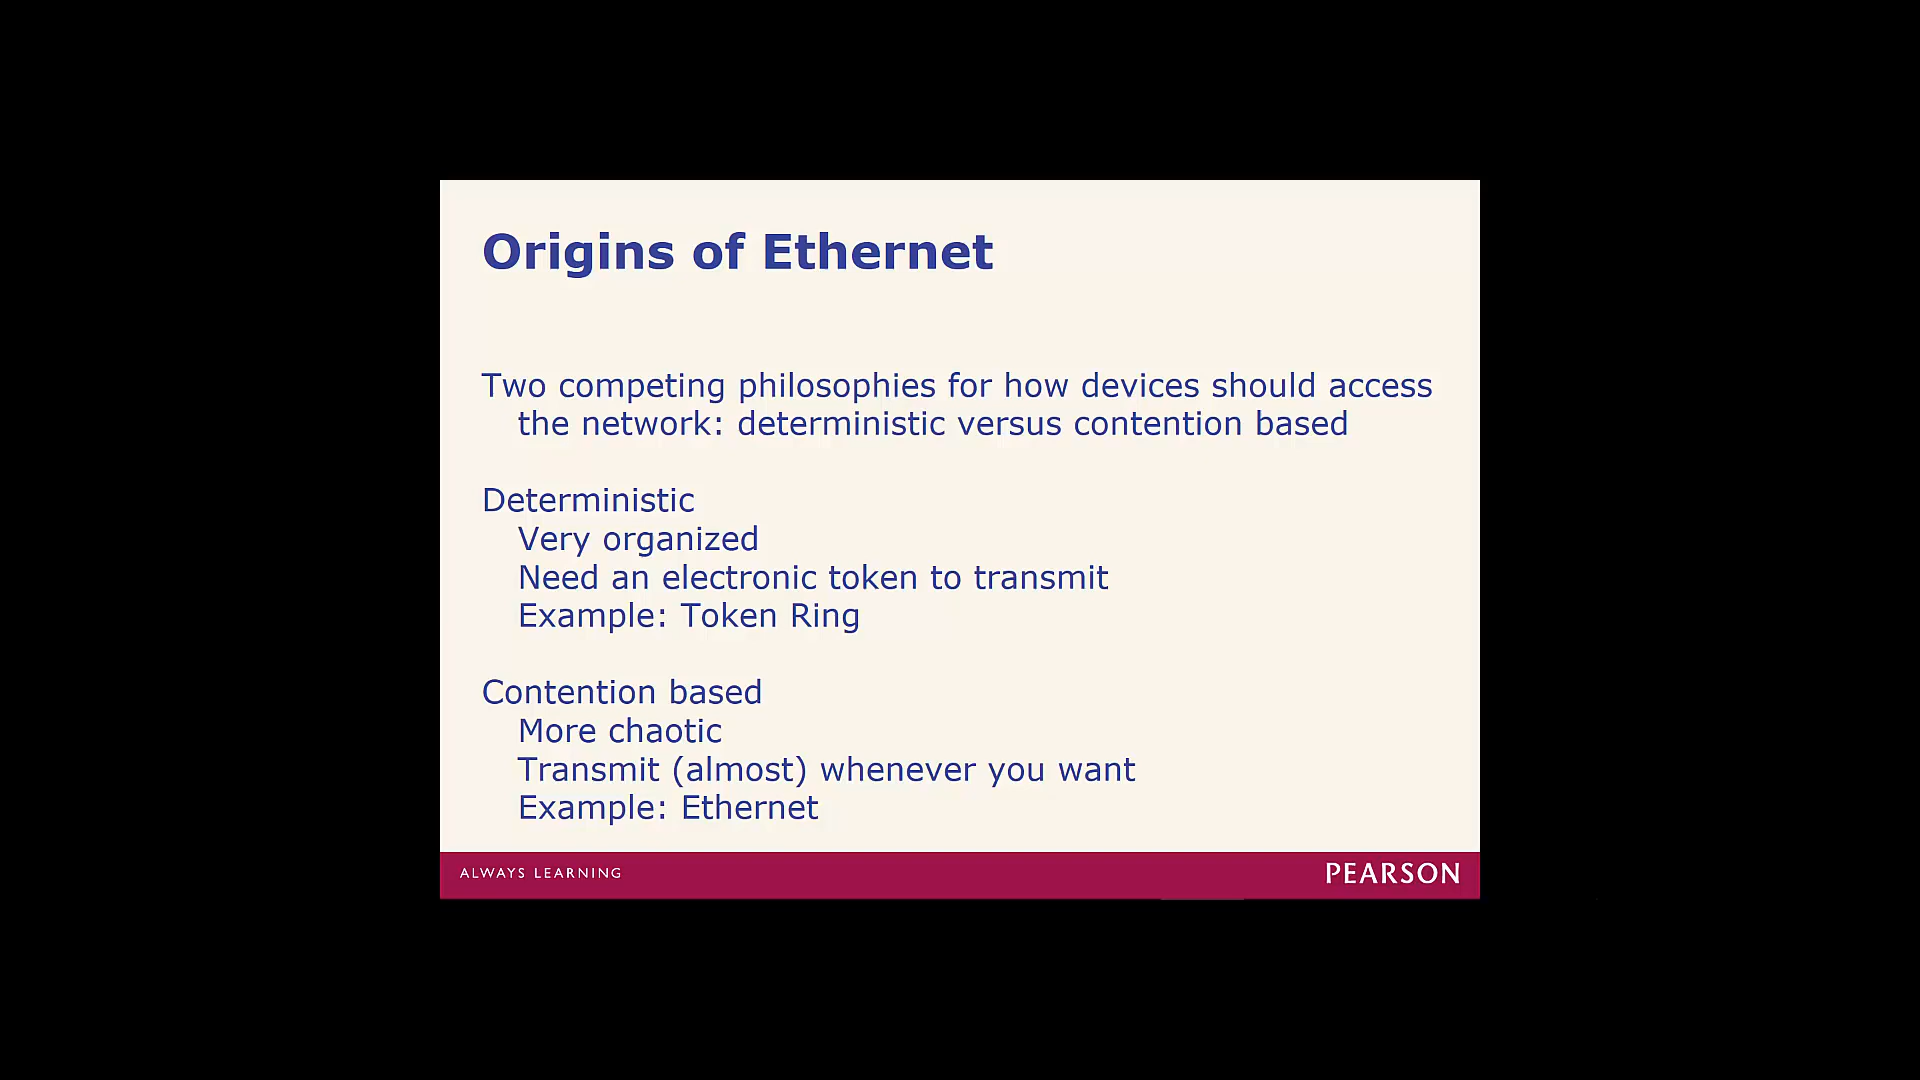 Origins of Ethernet
Two competing philosophies for how devices should access
the network: deterministic versus contention based
Deterministic
Very organized
Need an electronic token to transmit
Example: Token Ring
Contention based
More chaotic
Transmit (almost) whenever you want
Example: Ethernet
ALWAYS LEARNING
PEARSON